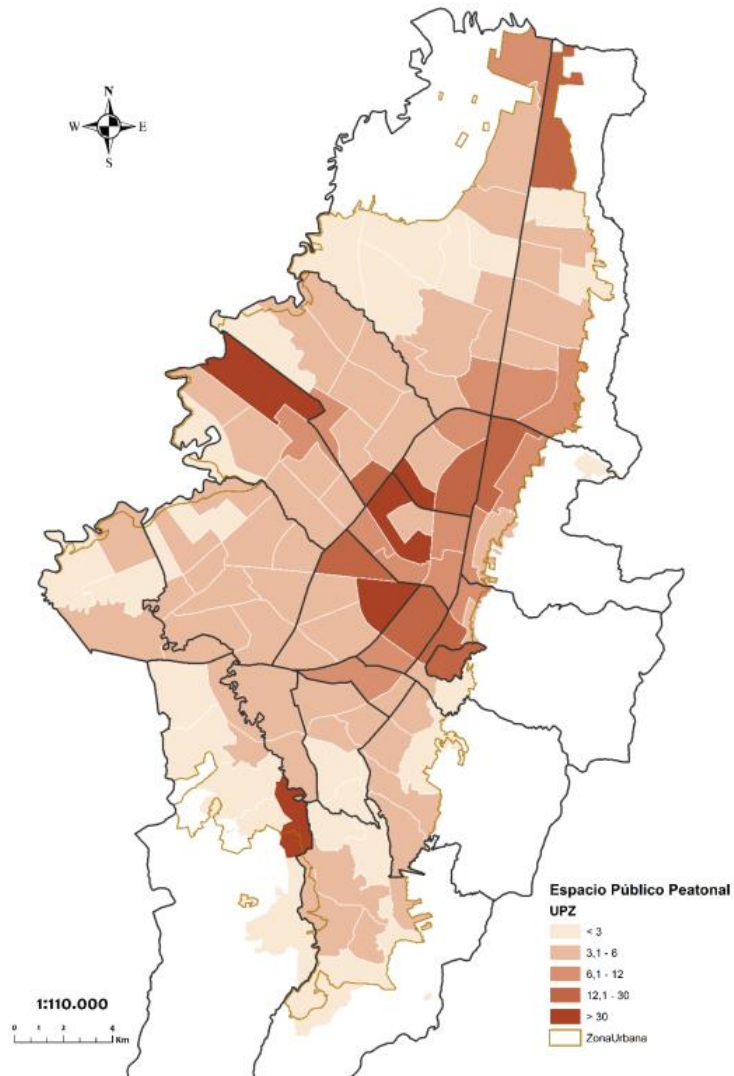 N
W E
S
Espacio Público Peatonal
UPZ
< 3
3,1 - 6
6,1 - 12
12,1 - 30
> 30
ZonaUrbana
1:110.000
0 1 2 4
Km